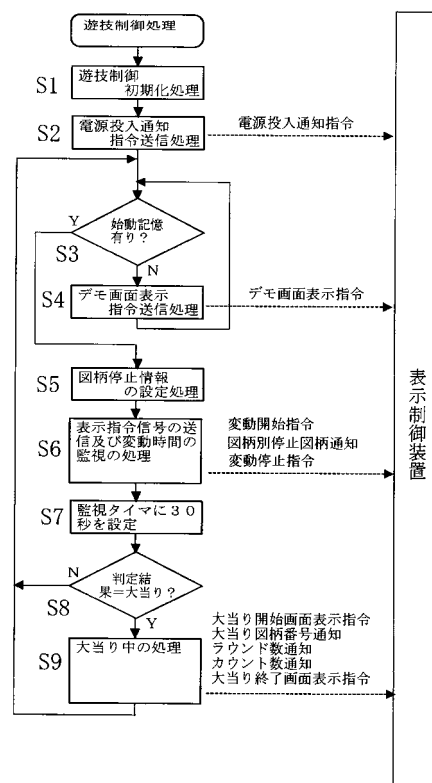 遊技制御処理
S1
遊技制御
初期化処理
S2
電源投入通知
指令送信処理
電源投入通知指令
Y
始動記憶
有り?
S3
N
S4
デモ画面表示
指令送信処理
デモ画面表示指令
S5
図柄停止情報
の設定処理
S6
表示指令信号の送
信及び変動時間の
監視の処理
変動開始指令
図柄別停止図柄通知
変動停止指令
S7
監視タイマに30
秒を設定
N
判定結
果=大当り?
S8
Y
S9
大当り中の処理
大当り開始画面表示指令
大当り図柄番号通知
ラウンド数通知
カウント数通知
大当り終了画面表示指令
表示制御装置